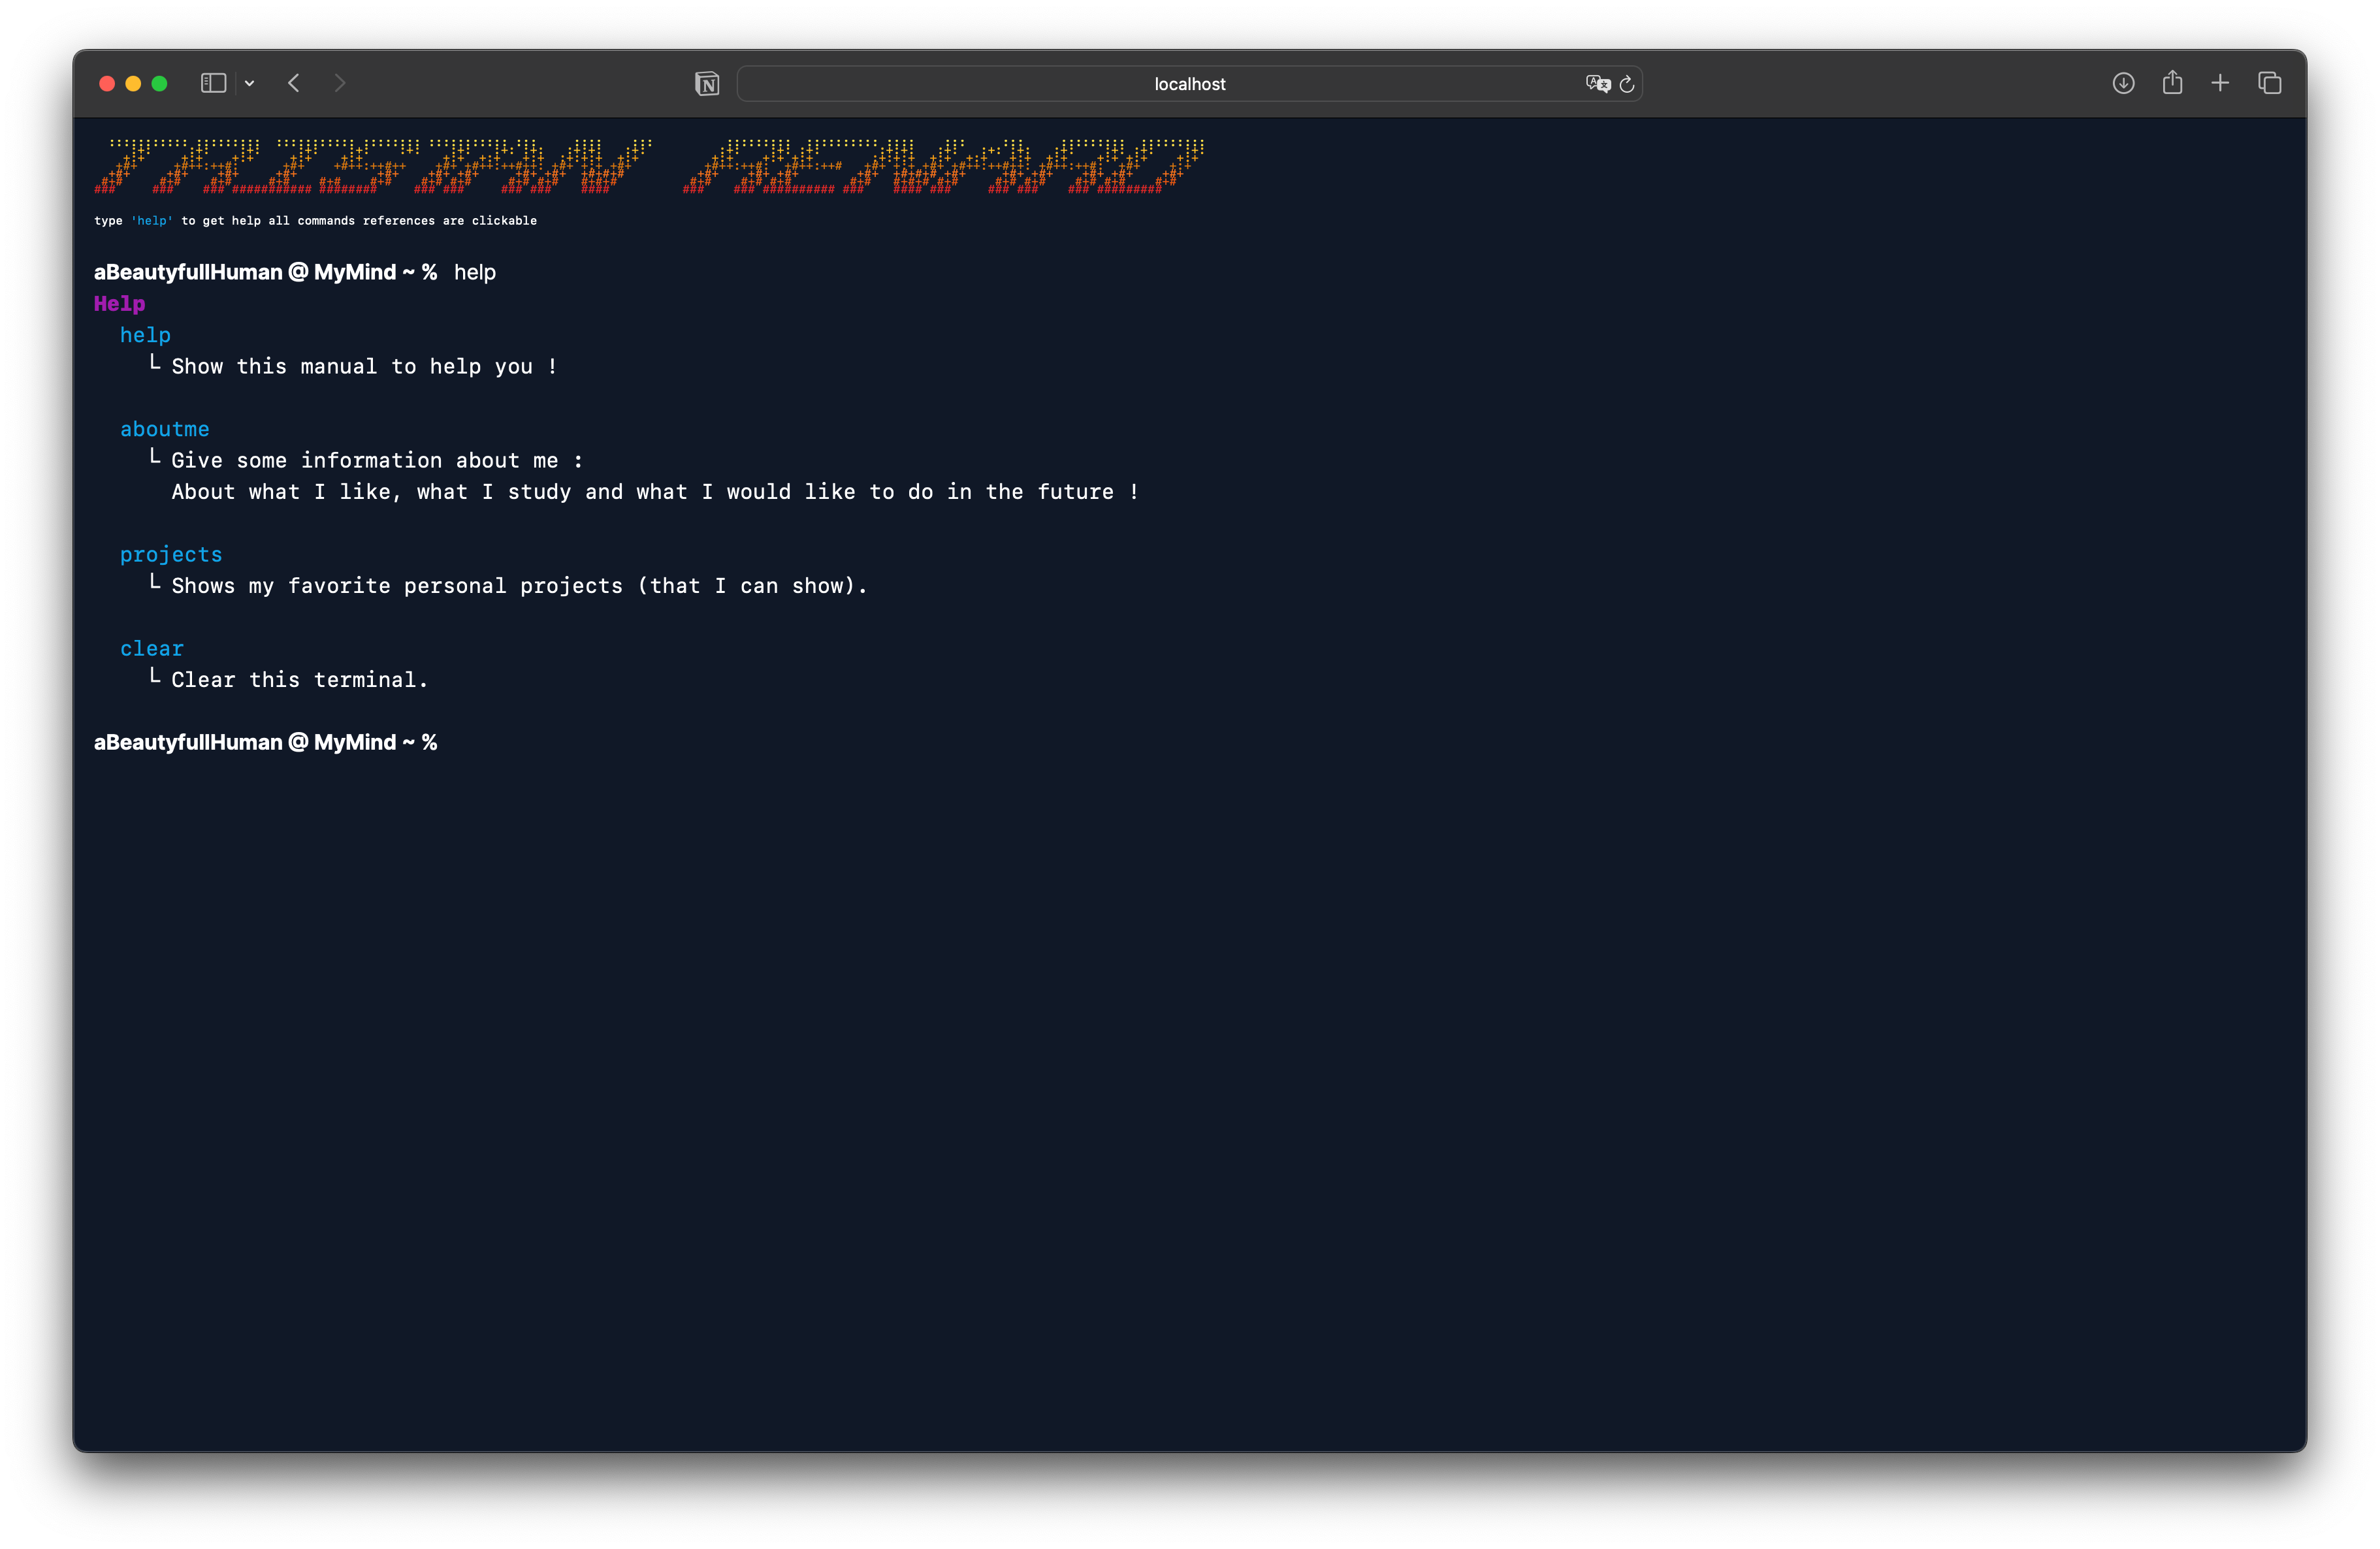 localhost
type 'help' to get help all commands references are clickable
aBeautyfullHuman @ MyMind ~ % help
Help
help
└ Show this manual to help you !
aboutme
└ Give some information about me :
About what I like, what I study and what I would like to do in the future !
projects
└ Shows my favorite personal projects (that I can show).
clear
└ Clear this terminal.
aBeautyfullHuman @ MyMind ~ %